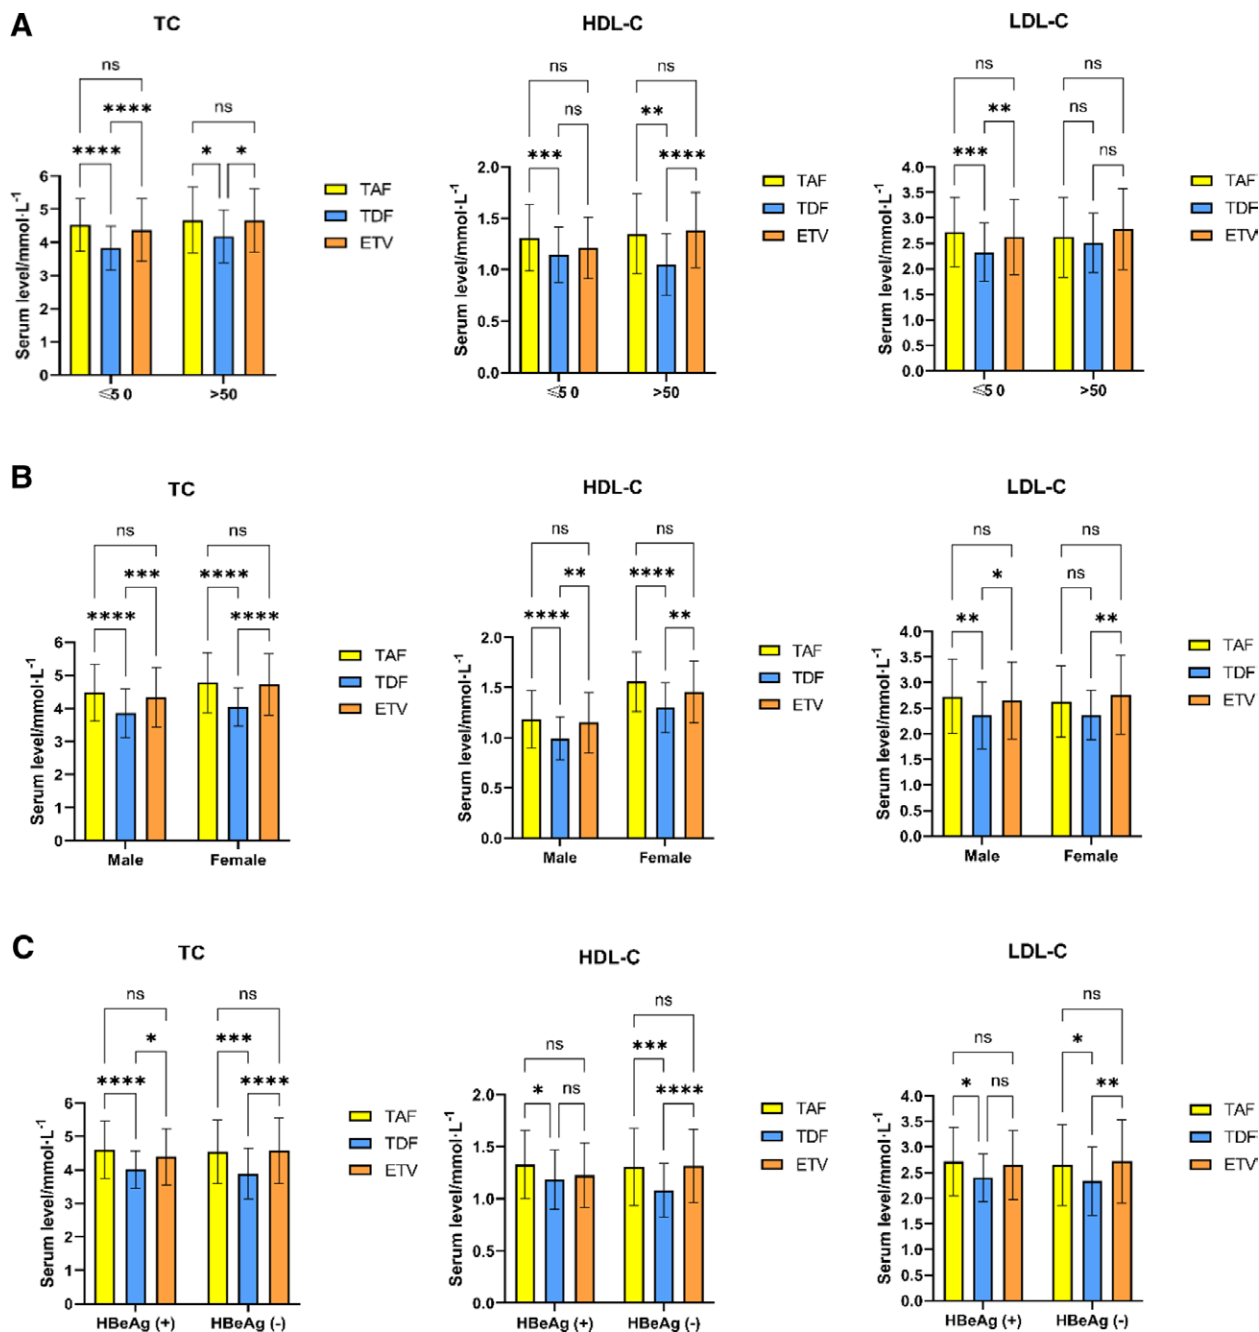 A
TC
HDL-C
LDL-C
ns
ns
ns
ns
ns
ns
****
ns
**
ns
**
ns
****
*
*
***
****
***
ns
Serum level/mmol·L-1
6
5
4
3
2
1
0
≤50
>50
TAF
TDF
ETV
Serum level/mmol·L-1
2.0
1.5
1.0
0.5
0.0
≤50
>50
TAF
TDF
ETV
Serum level/mmol·L-1
4.0
3.5
3.0
2.5
2.0
1.5
1.0
0.5
0.0
≤50
>50
TAF
TDF
ETV
B
TC
HDL-C
LDL-C
ns
ns
ns
ns
ns
ns
***
****
**
****
*
ns
****
****
****
**
**
**
Serum level/mmol·L-1
6
5
4
3
2
1
0
Male
Female
TAF
TDF
ETV
Serum level/mmol·L-1
2.0
1.5
1.0
0.5
0.0
Male
Female
TAF
TDF
ETV
Serum level/mmol·L-1
4.0
3.5
3.0
2.5
2.0
1.5
1.0
0.5
0.0
Male
Female
TAF
TDF
ETV
C
TC
HDL-C
LDL-C
ns
ns
ns
ns
ns
ns
*
***
***
*
****
****
*
ns
****
*
ns
**
Serum level/mmol·L-1
6
5
4
3
2
1
0
HBeAg (+)
HBeAg (-)
TAF
TDF
ETV
Serum level/mmol·L-1
2.0
1.5
1.0
0.5
0.0
HBeAg (+)
HBeAg (-)
TAF
TDF
ETV
Serum level/mmol·L-1
4.0
3.5
3.0
2.5
2.0
1.5
1.0
0.5
0.0
HBeAg (+)
HBeAg (-)
TAF
TDF
ETV